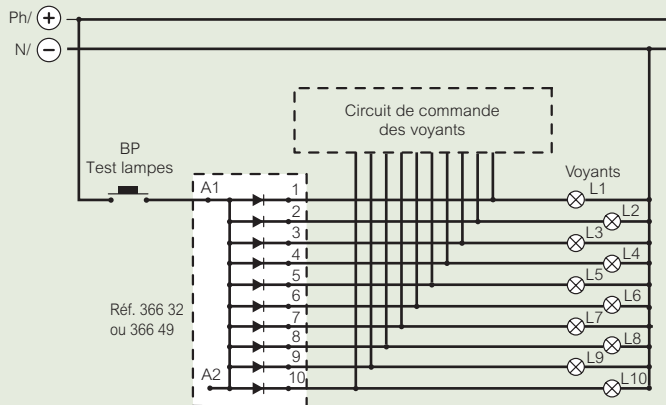 Ph/ +
N/ −
Circuit de commande
des voyants
BP
Test lampes
Voyants
A1
1
L1
2
L2
3
L3
4
L4
5
L5
6
L6
Réf. 366 32
ou 366 49
7
L7
8
L8
9
L9
A2
10
L10